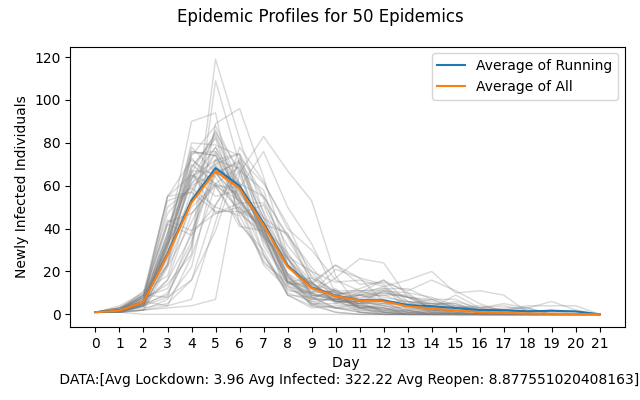 Epidemic Profiles for 50 Epidemics
120
100
80
60
40
20
0
Newly Infected Individuals
Average of Running
Average of All
0 1 2 3 4 5 6 7 8 9 10 11 12 13 14 15 16 17 18 19 20 21
Day
DATA:[Avg Lockdown: 3.96 Avg Infected: 322.22 Avg Reopen: 8.877551020408163]